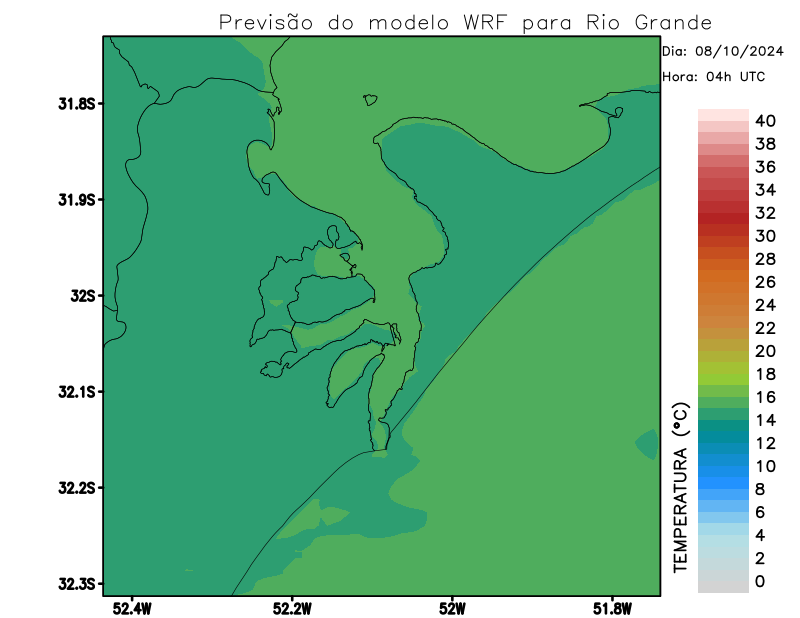 Previsão do modelo WRF para Rio Grande
Dia: 08/10/2024
Hora: 04h UTC
31.8S
31.9S
32S
32.1S
32.2S
32.3S
52.4W
52.2W
52W
51.8W
TEMPERATURA (°C)
40
38
36
34
32
30
28
26
24
22
20
18
16
14
12
10
8
6
4
2
0